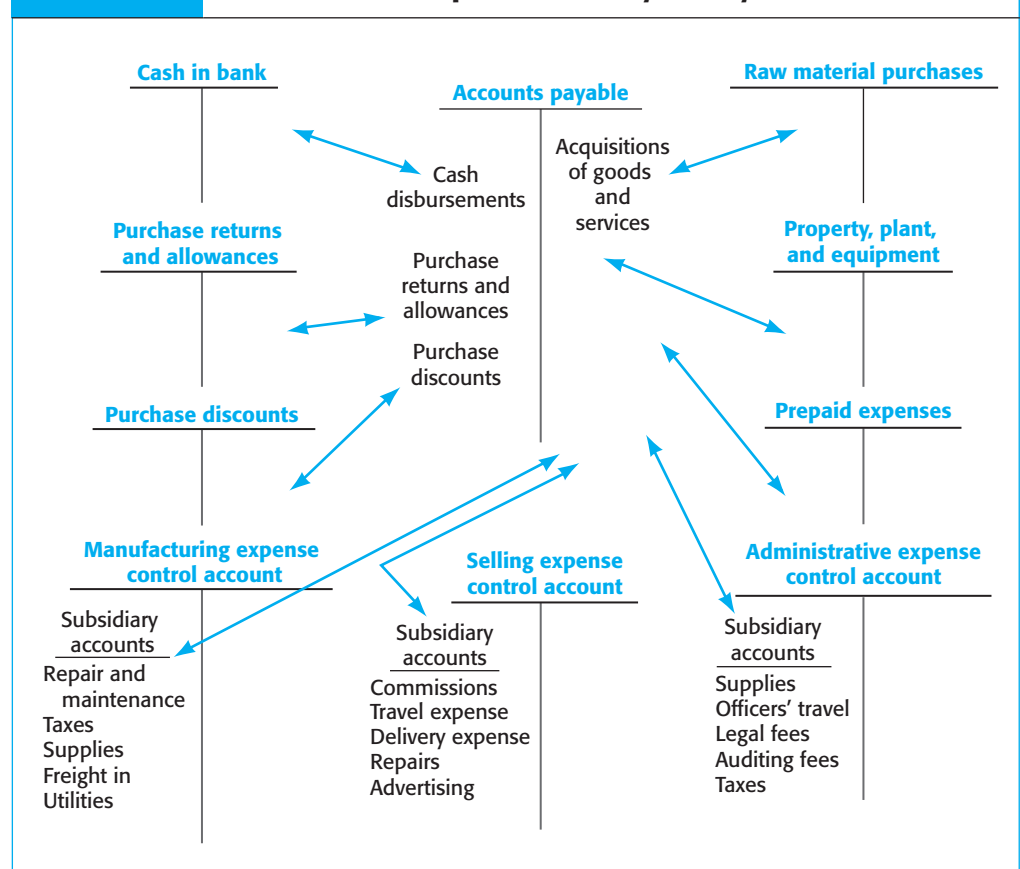 Cash in bank
Accounts payable
Raw material purchases
Cash
disbursements
Acquisitions
of goods
and
services
Purchase returns
and allowances
Purchase
returns and
allowances
Property, plant,
and equipment
Purchase
discounts
Purchase discounts
Prepaid expenses
Manufacturing expense
control account
Subsidiary
accounts
Repair and
maintenance
Taxes
Supplies
Freight in
Utilities
Selling expense
control account
Subsidiary
accounts
Commissions
Travel expense
Delivery expense
Repairs
Advertising
Administrative expense
control account
Subsidiary
accounts
Supplies
Officers’ travel
Legal fees
Auditing fees
Taxes